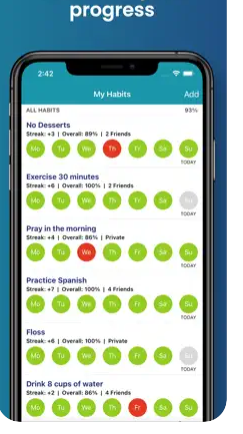 progress
2:42
My Habits Add
ALL HABITS 93%
No Desserts
Streak: +3 | Overall: 89% | 2 Friends
Mo Tu We Th Fr Sa Su
TODAY
Exercise 30 minutes
Streak: +6 | Overall: 100% | 2 Friends
Mo Tu We Th Fr Sa Su
TODAY
Pray in the morning
Streak: +4 | Overall: 86% | Private
Mo Tu We Th Fr Sa Su
TODAY
Practice Spanish
Streak: +7 | Overall: 100% | 4 Friends
Mo Tu We Th Fr Sa Su
TODAY
Floss
Streak: +6 | Overall: 100% | Private
Mo Tu We Th Fr Sa Su
TODAY
Drink 8 cups of water
Streak: +2 | Overall: 86% | 4 Friends
Mo Tu We Th Fr Sa Su